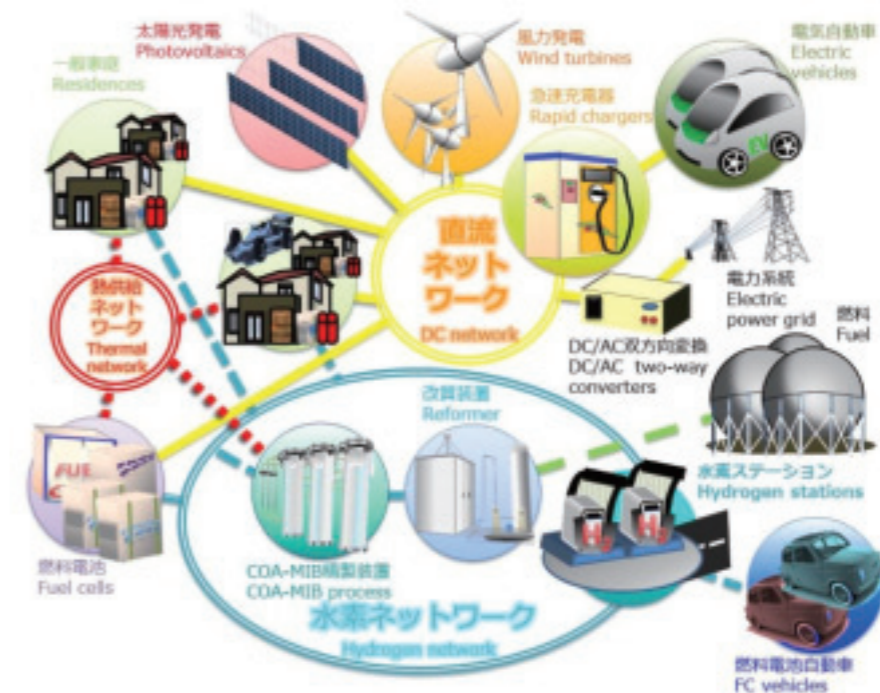 太陽光発電
Photovoltaics
風力発電
Wind turbines
電気自動車
Electric
vehicles
一般家庭
Residences
急速充電器
Rapid chargers
EV
直流
ネット
ワーク
DC network
熱供給
ネット
ワーク
Thermal
network
電力系統
Electric
power grid
燃料
Fuel
DC/AC双方向変換
DC/AC two-way
converters
改質装置
Reformer
水素ステーション
Hydrogen stations
燃料電池
Fuel cells
COA-MIB精製装置
COA-MIB process
水素ネットワーク
Hydrogen network
燃料電池自動車
FC vehicles